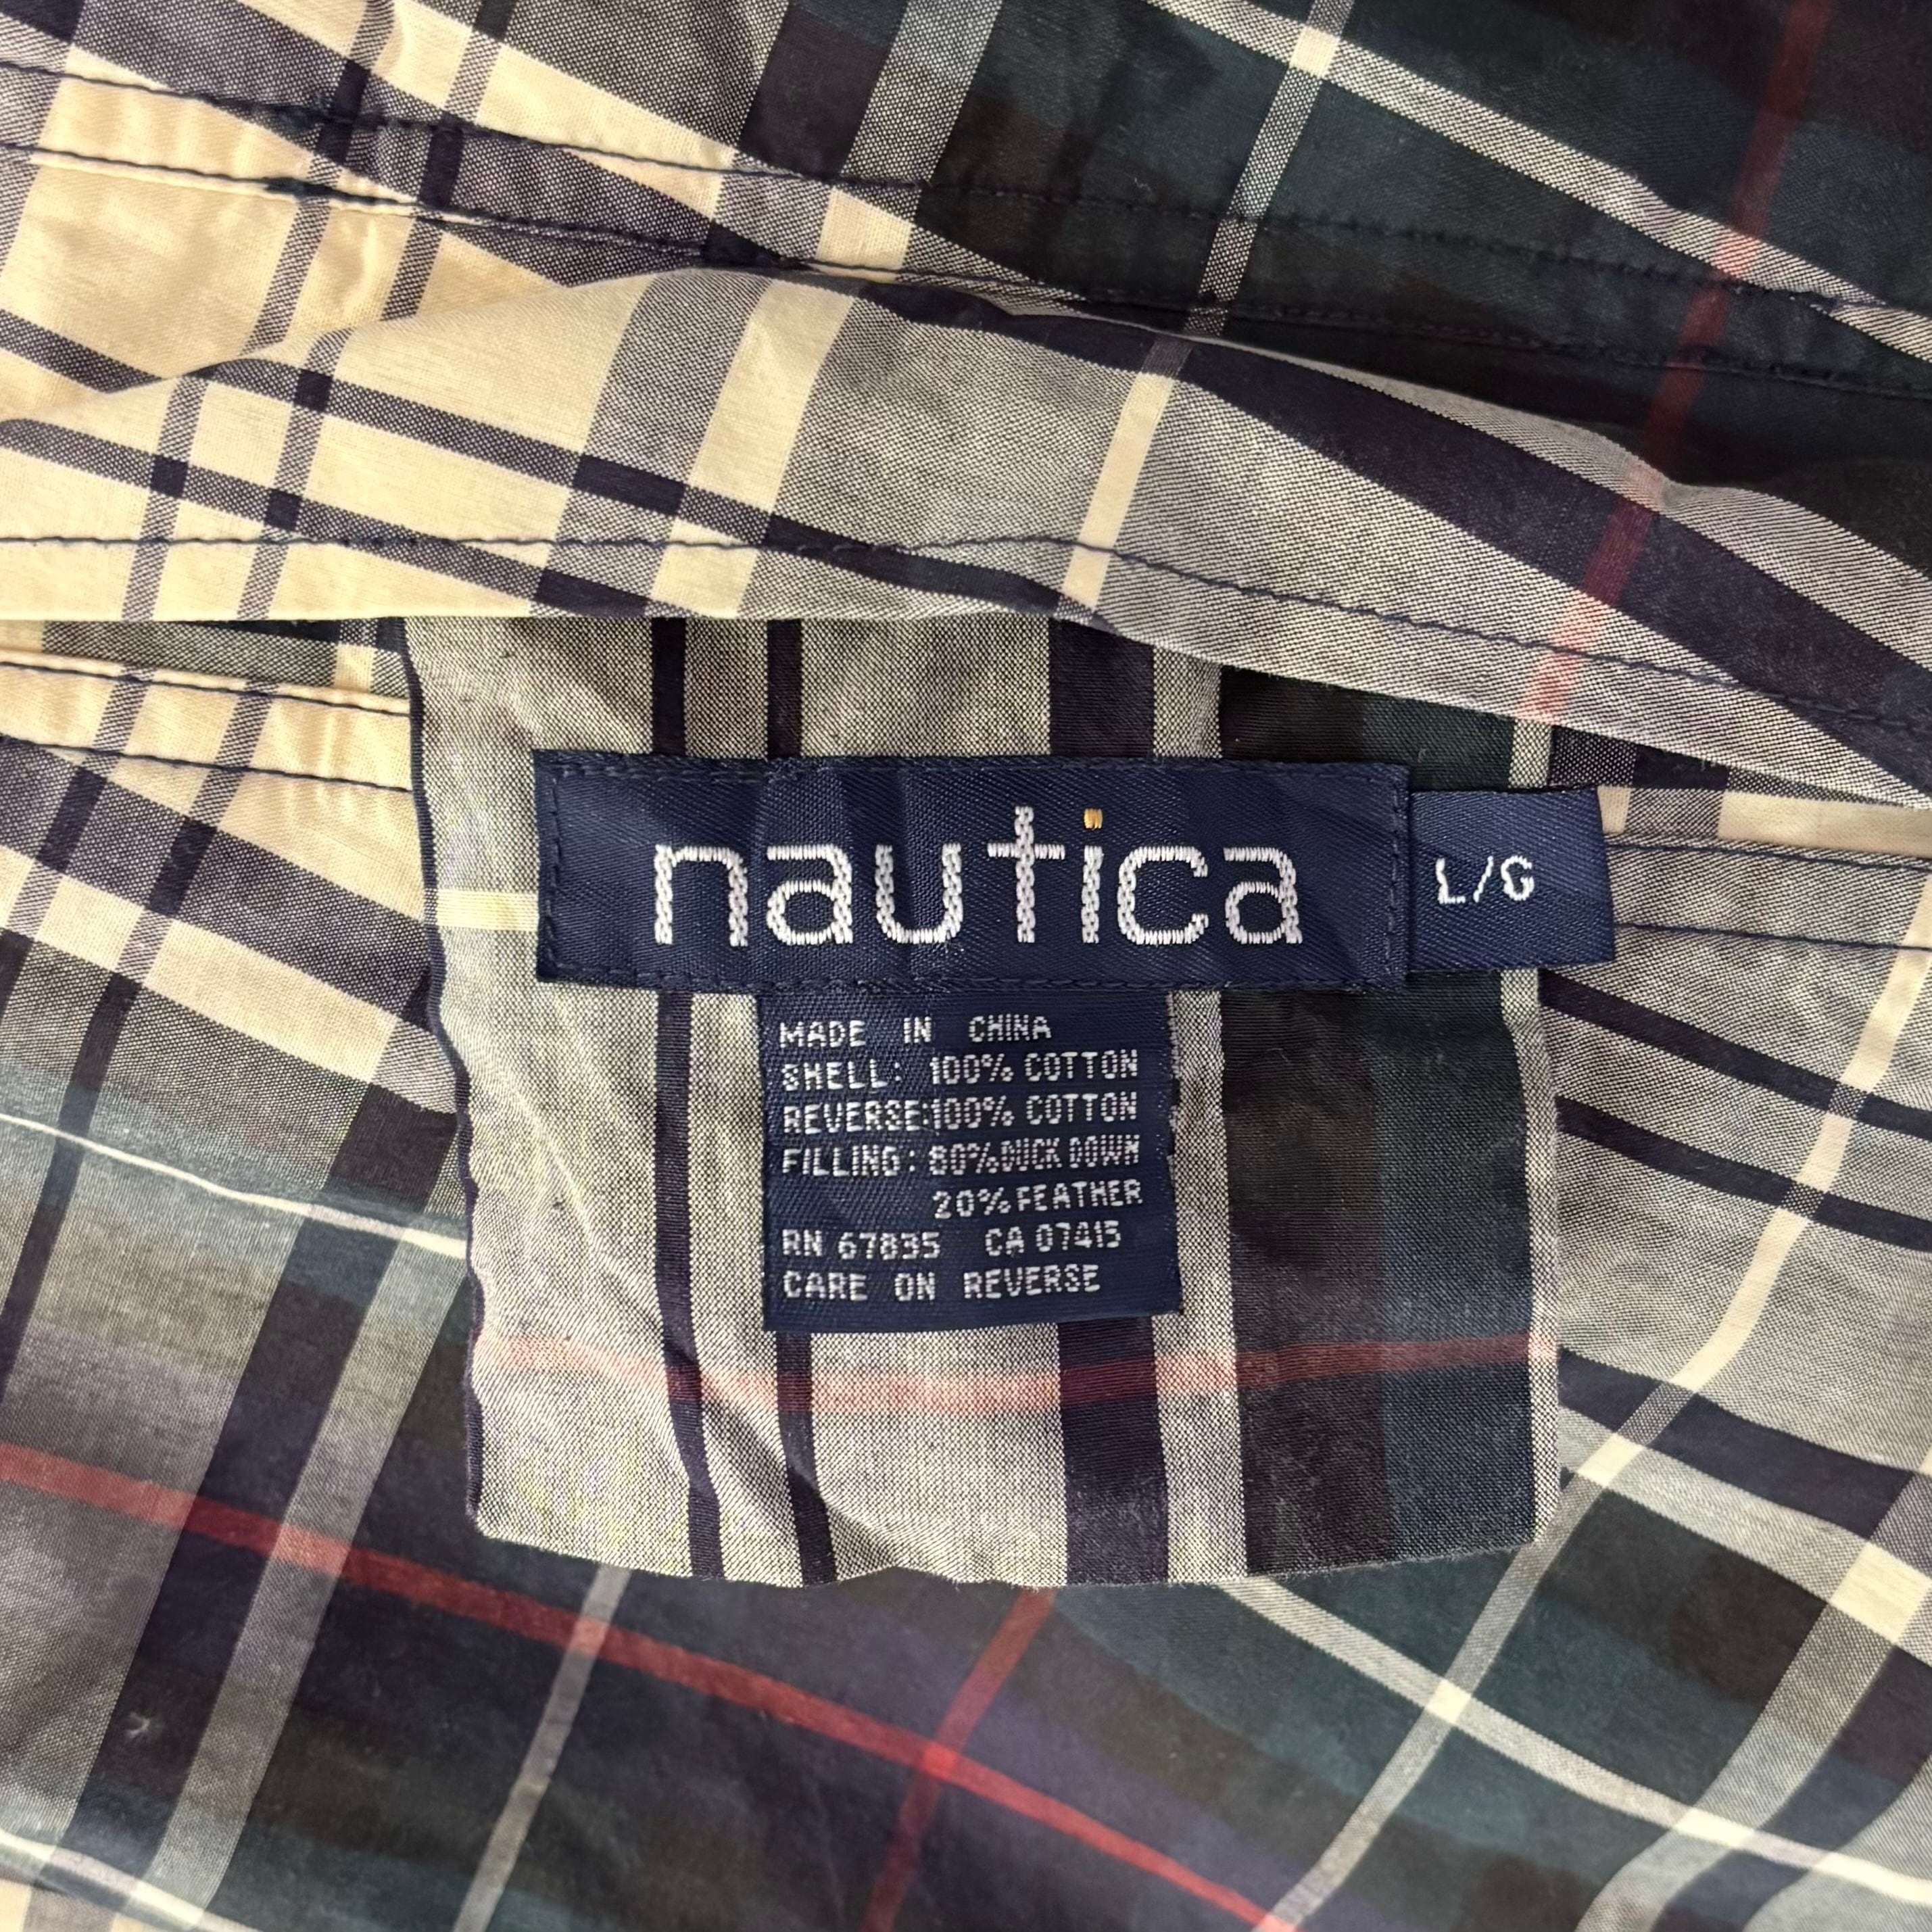 nautica
L/G
MADE IN CHINA
SHELL: 100% COTTON
REVERSE:100% COTTON
FILLING: 80%DUCK DOWN
20%FEATHER
RN 67835 CA 07415
CARE ON REVERSE